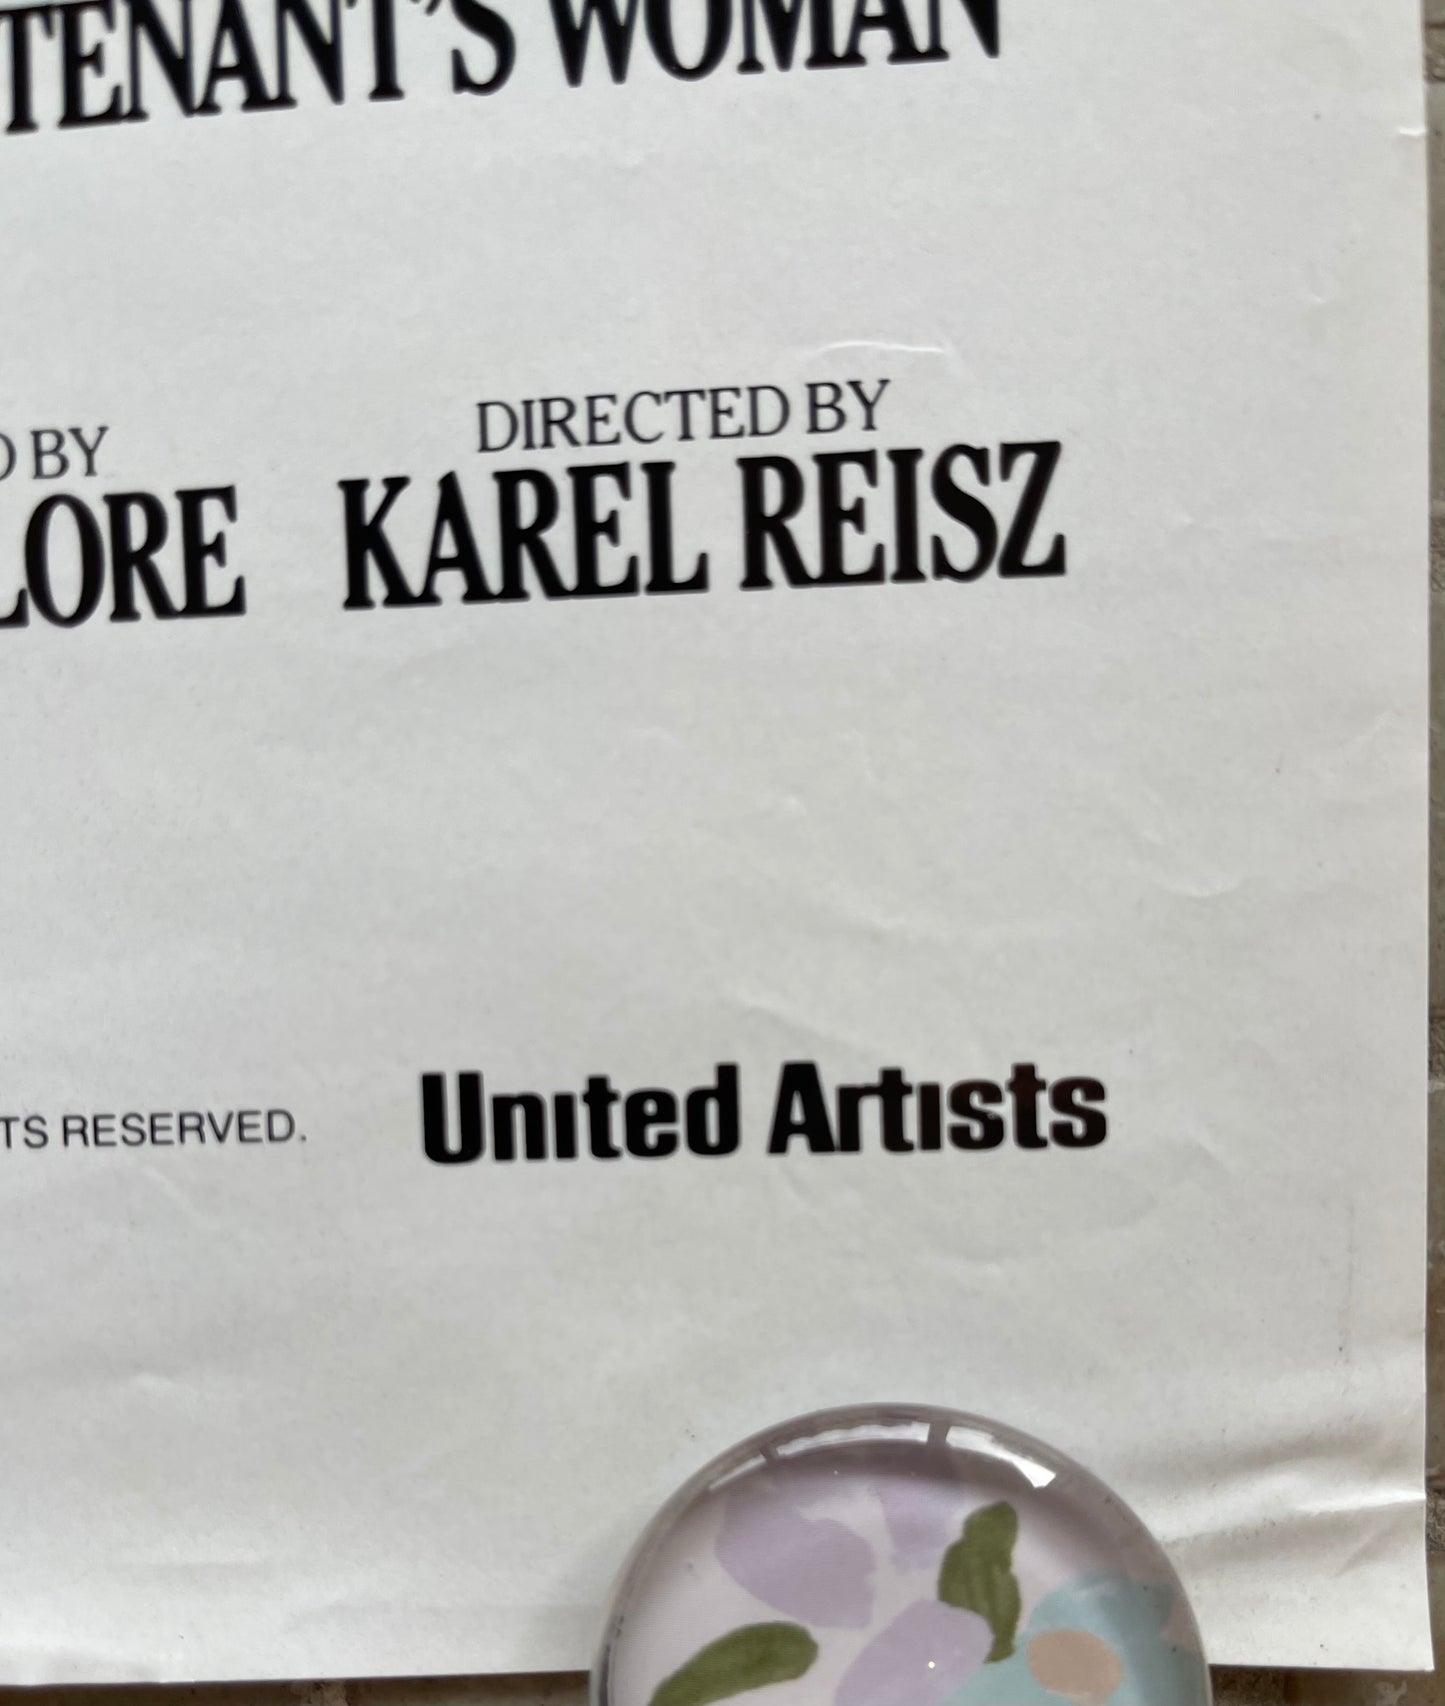 TENANT'S WOMAN
D BY
DIRECTED BY
LORE KAREL REISZ
TS RESERVED. United Artists